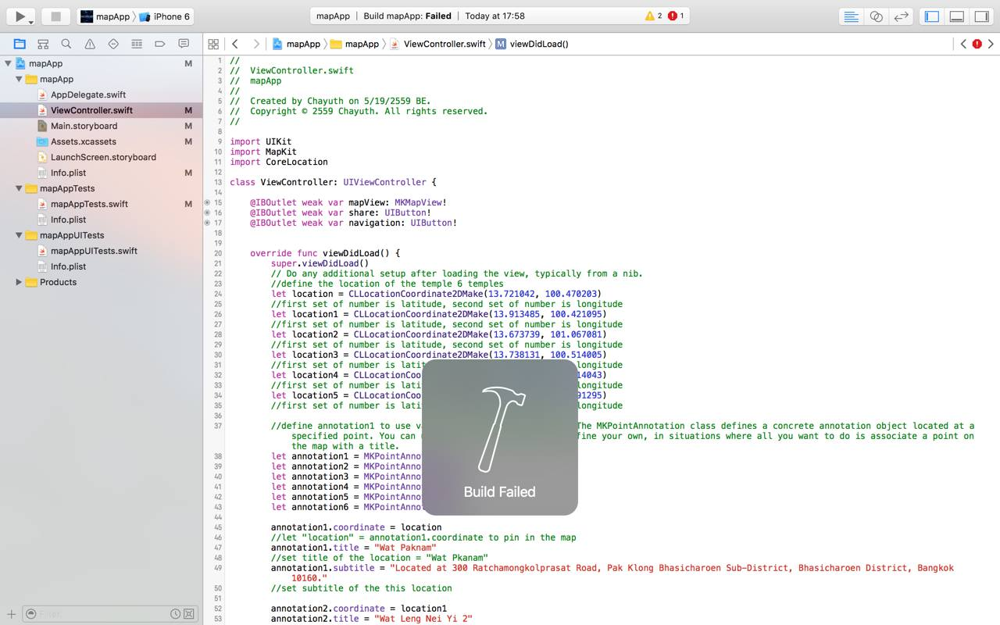 mapApp iPhone 6 mapApp | Build mapApp: Failed | Today at 17:58 2 1
mapApp mapApp ViewController.swift M viewDidLoad()
mapApp M
mapApp
AppDelegate.swift
ViewController.swift M
Main.storyboard M
Assets.xcassets M
LaunchScreen.storyboard
Info.plist M
mapAppTests
mapAppTests.swift M
Info.plist
mapAppUITests
mapAppUITests.swift
Info.plist
Products
Filter
1 //
2 //  ViewController.swift
3 //  mapApp
4 //
5 //  Created by Chayuth on 5/19/2559 BE.
6 //  Copyright © 2559 Chayuth. All rights reserved.
7 //
8
9 import UIKit
10 import MapKit
11 import CoreLocation
12
13 class ViewController: UIViewController {
14
15 @IBOutlet weak var mapView: MKMapView!
16 @IBOutlet weak var share: UIButton!
17 @IBOutlet weak var navigation: UIButton!
18
19
20 override func viewDidLoad() {
21 super.viewDidLoad()
22 // Do any additional setup after loading the view, typically from a nib.
23 //define the location of the temple 6 temples
24 let location = CLLocationCoordinate2DMake(13.721042, 100.470203)
25 //first set of number is latitude, second set of number is longitude
26 let location1 = CLLocationCoordinate2DMake(13.913485, 100.421095)
27 //first set of number is latitude, second set of number is longitude
28 let location2 = CLLocationCoordinate2DMake(13.673739, 101.067081)
29 //first set of number is latitude, second set of number is longitude
30 let location3 = CLLocationCoordinate2DMake(13.738131, 100.514005)
31 //first set of number is lati longitude
32 let location4 = CLLocationCoo 14043)
33 //first set of number is lati longitude
34 let location5 = CLLocationCoo 91295)
35 //first set of number is lati longitude
36
37 //define annotation1 to use v The MKPointAnnotation class defines a concrete annotation object located at a
specified point. You can fine your own, in situations where all you want to do is associate a point on
the map with a title.
38 let annotation1 = MKPointAnno
39 let annotation2 = MKPointAnno
40 let annotation3 = MKPointAnno
41 let annotation4 = MKPointAnno
42 let annotation5 = MKPointAnno
43 let annotation6 = MKPointAnno
Build Failed
44
45 annotation1.coordinate = location
46 //let "location" = annotation1.coordinate to pin in the map
47 annotation1.title = "Wat Paknam"
48 //set title of the location = "Wat Pkanam"
49 annotation1.subtitle = "Located at 300 Ratchamongkolprasat Road, Pak Klong Bhasicharoen Sub-District, Bhasicharoen District, Bangkok
10160."
50 //set subtitle of the this location
51
52 annotation2.coordinate = location1
53 annotation2.title = "Wat Leng Nei Yi 2"